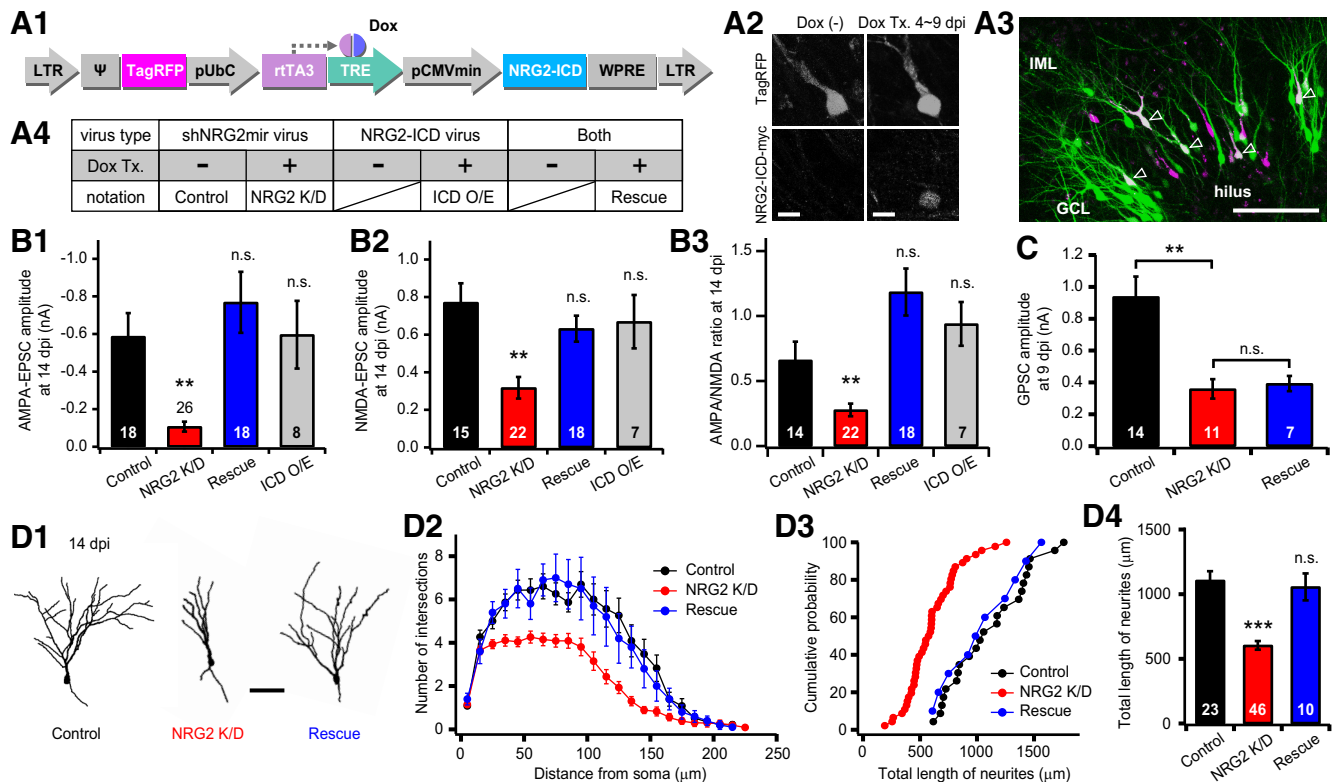 A1
Dox
LTR Ψ TagRFP pUbC rtTA3 TRE pCMVmin NRG2-ICD WPRE LTR
A2
Dox (-) Dox Tx. 4~9 dpi
TagRFP
NRG2-ICD-myc
A3
IML
GCL
hilus
A4
virus type shNRG2mir virus NRG2-ICD virus Both
Dox Tx. − + − + − +
notation Control NRG2 K/D ICD O/E Rescue
B1
AMPA-EPSC amplitude
at 14 dpi (nA)
-1.0
-0.8
-0.6
-0.4
-0.2
0.0
**
n.s.
n.s.
18 26 18 8
Control NRG2 K/D Rescue ICD O/E
B2
NMDA-EPSC amplitude
at 14 dpi (nA)
1.0
0.8
0.6
0.4
0.2
0.0
**
n.s.
n.s.
15 22 18 7
Control NRG2 K/D Rescue ICD O/E
B3
AMPA/NMDA ratio at 14 dpi
1.5
1.0
0.5
0.0
**
n.s.
n.s.
14 22 18 7
Control NRG2 K/D Rescue ICD O/E
C
GPSC amplitude
at 9 dpi (nA)
1.2
1.0
0.8
0.6
0.4
0.2
0.0
**
n.s.
14 11 7
Control NRG2 K/D Rescue
D1
14 dpi
Control NRG2 K/D Rescue
D2
Number of intersections
8
6
4
2
0
Control
NRG2 K/D
Rescue
0 50 100 150 200 250
Distance from soma (μm)
D3
Cumulative probability
100
80
60
40
20
0
Control
NRG2 K/D
Rescue
0 500 1000 1500
Total length of neurites (μm)
D4
Total length of neurites (μm)
1500
1000
500
0
***
n.s.
23 46 10
Control NRG2 K/D Rescue